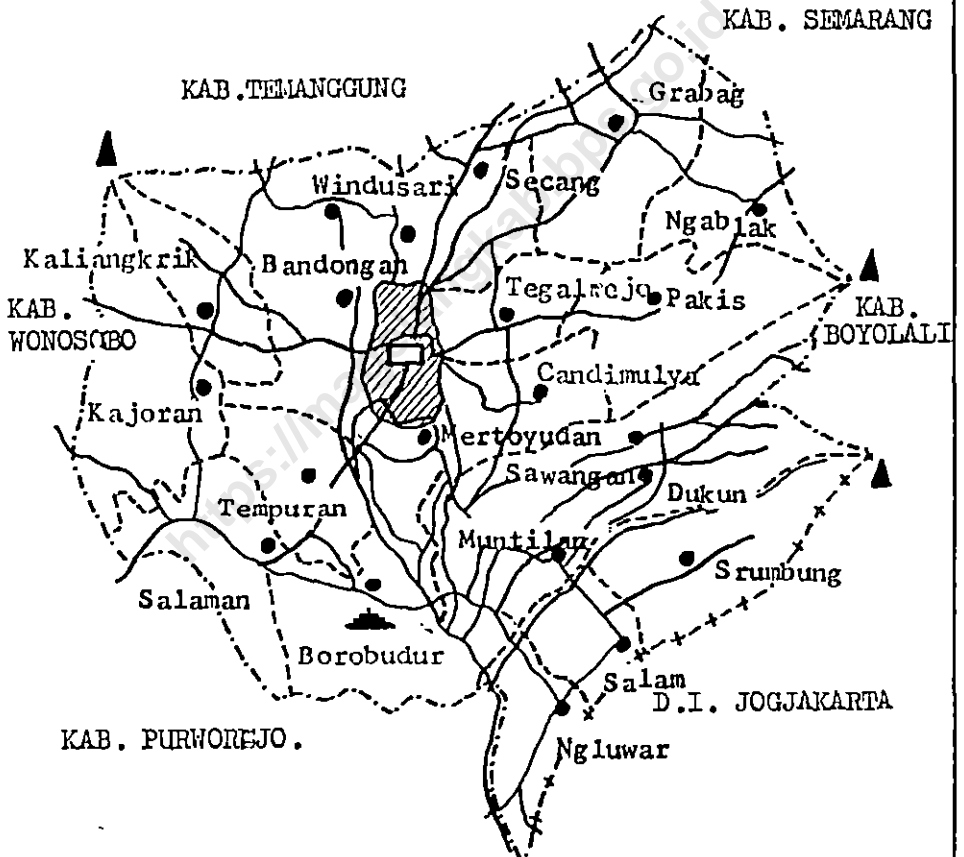 KAB. SEMARANG
KAB.TEMANGGUNG
Grabag
Windusari
Secang
Ngablak
Kaliangkrik
Bandongan
Tegalrejo
Pakis
KAB.
WONOSOBO
KAB.
BOYOLALI
Candimulya
Kajoran
Mertoyudan
Sawangan
Dukun
Tempuran
Muntilan
Srumbung
Salaman
Borobudur
Salam
D.I. JOGJAKARTA
KAB. PURWOREJO.
Ngluwar